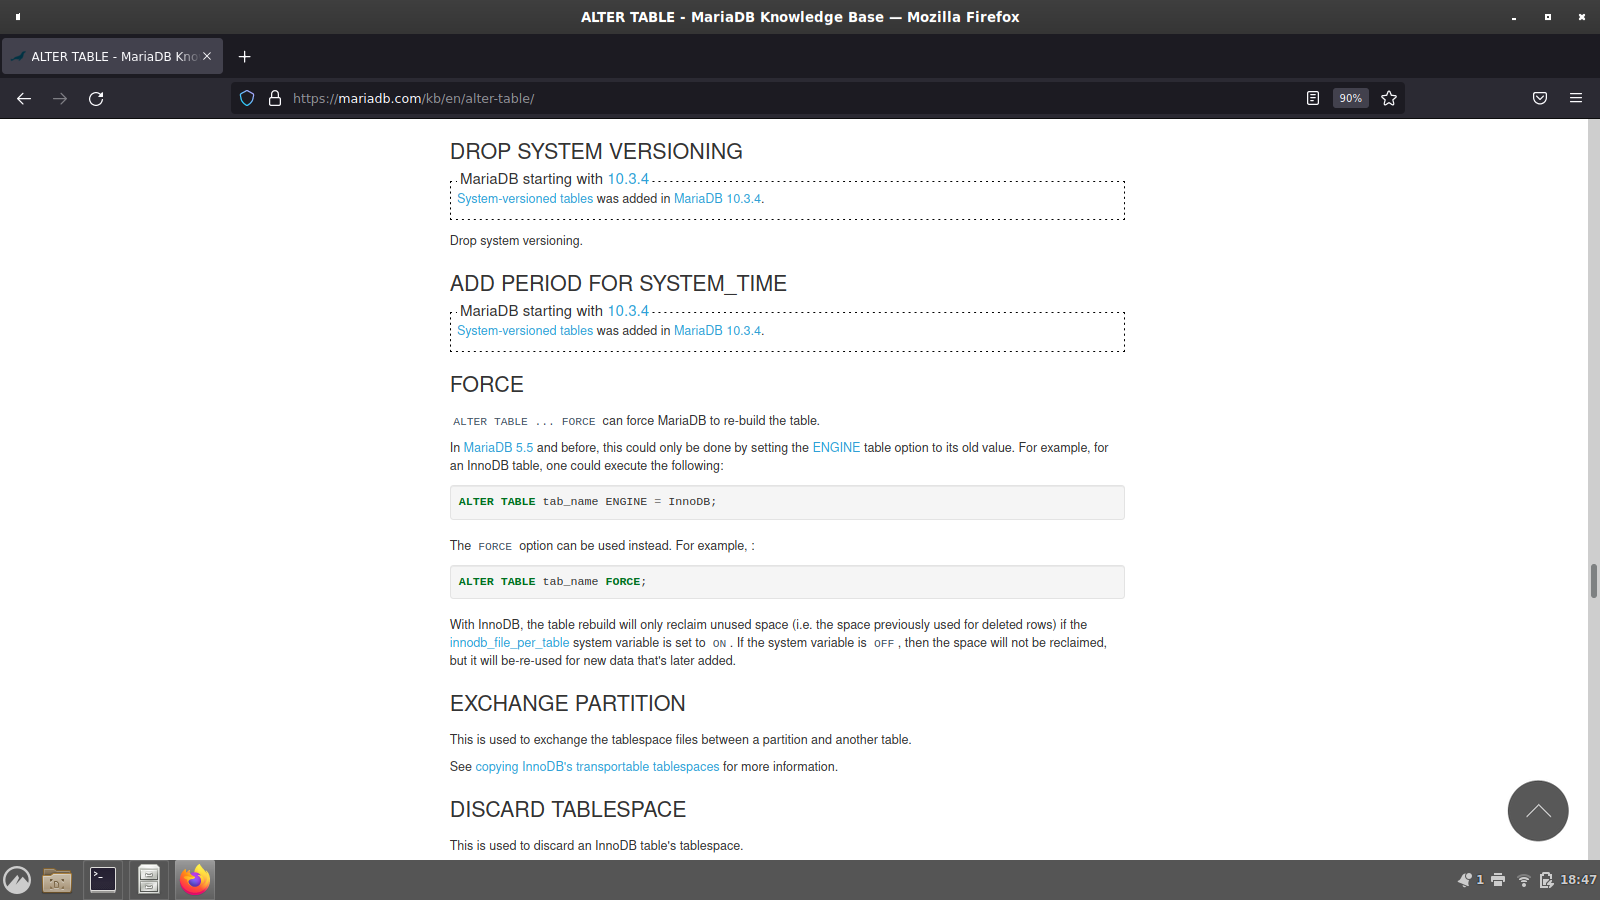 ALTER TABLE - MariaDB Knowledge Base — Mozilla Firefox
ALTER TABLE - MariaDB Kno
https://mariadb.com/kb/en/alter-table/
90%
DROP SYSTEM VERSIONING
MariaDB starting with 10.3.4
System-versioned tables was added in MariaDB 10.3.4.
Drop system versioning.
ADD PERIOD FOR SYSTEM_TIME
MariaDB starting with 10.3.4
System-versioned tables was added in MariaDB 10.3.4.
FORCE
ALTER TABLE ... FORCE can force MariaDB to re-build the table.
In MariaDB 5.5 and before, this could only be done by setting the ENGINE table option to its old value. For example, for
an InnoDB table, one could execute the following:
ALTER TABLE tab_name ENGINE = InnoDB;
The FORCE option can be used instead. For example, :
ALTER TABLE tab_name FORCE;
With InnoDB, the table rebuild will only reclaim unused space (i.e. the space previously used for deleted rows) if the
innodb_file_per_table system variable is set to ON . If the system variable is OFF , then the space will not be reclaimed,
but it will be-re-used for new data that's later added.
EXCHANGE PARTITION
This is used to exchange the tablespace files between a partition and another table.
See copying InnoDB's transportable tablespaces for more information.
DISCARD TABLESPACE
This is used to discard an InnoDB table's tablespace.
1
18:47